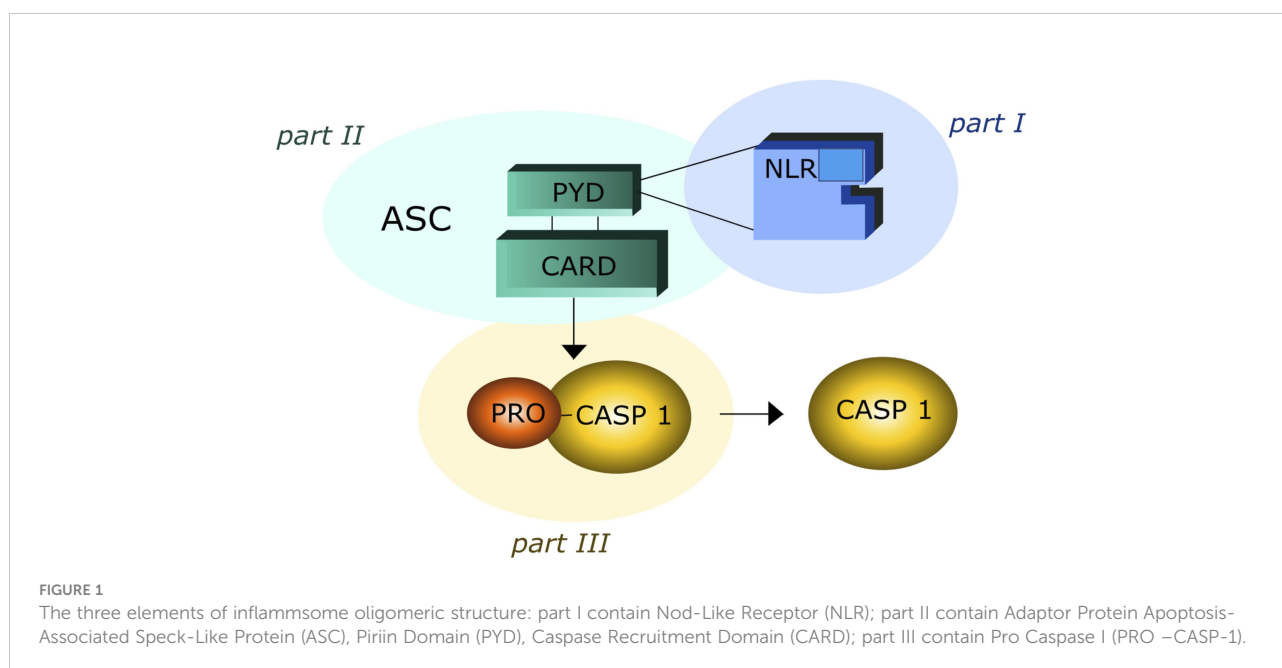 part II
part I
NLR
PYD
ASC
CARD
PRO
CASP 1
CASP 1
part III
FIGURE 1
The three elements of inflammsome oligomeric structure: part I contain Nod-Like Receptor (NLR); part II contain Adaptor Protein Apoptosis-
Associated Speck-Like Protein (ASC), Piriin Domain (PYD), Caspase Recruitment Domain (CARD); part III contain Pro Caspase I (PRO –CASP-1).